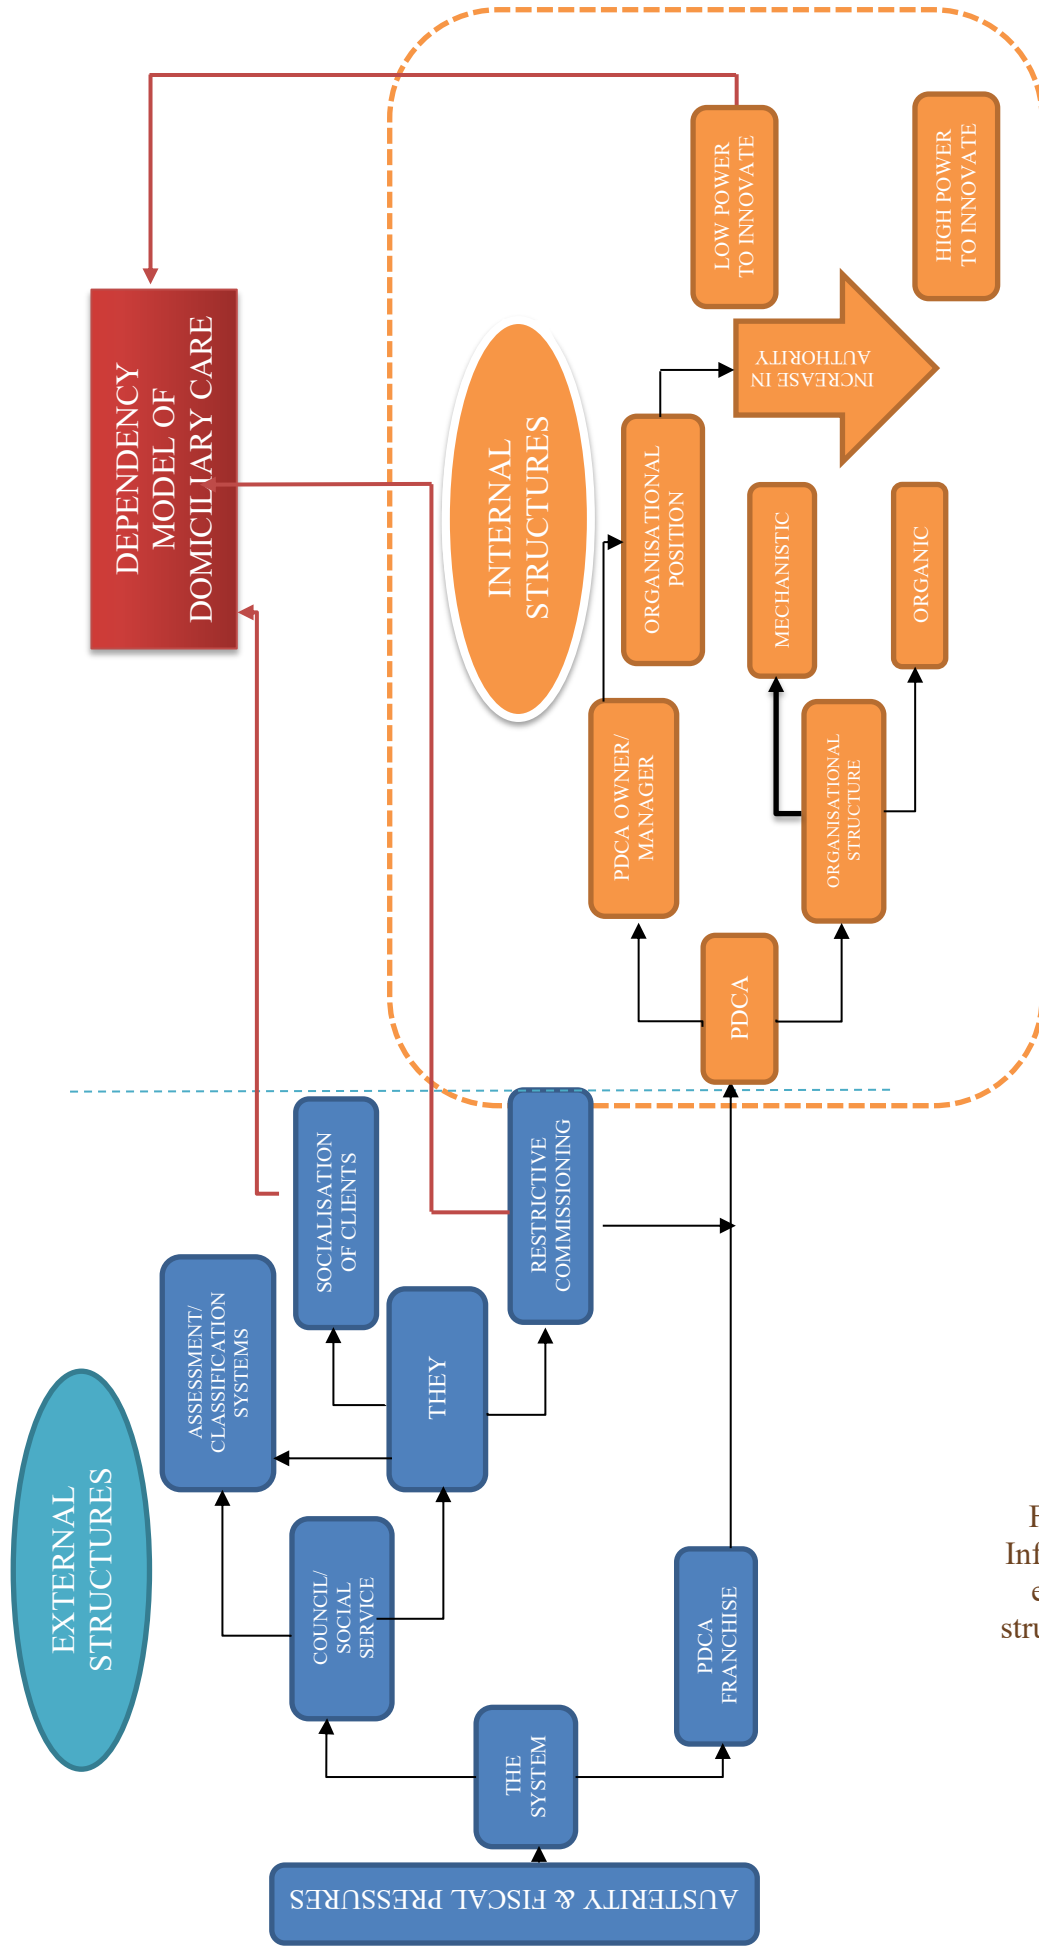 EXTERNAL
STRUCTURES
AUSTERITY & FISCAL PRESSSURES
THE
SYSTEM
COUNCIL/
SOCIAL
SERVICE
PDCA
FRANCHISE
ASSESSMENT/
CLASSIFICATION
SYSTEMS
THEY
SOCIALISATION
OF CLIENTS
RESTRICTIVE
COMMISSIONING
DEPENDENCY
MODEL OF
DOMICILIARY CARE
INTERNAL
STRUCTURES
PDCA
PDCA OWNER/
MANAGER
ORGANISATIONAL
STRUCTURE
ORGANISATIONAL
POSITION
MECHANISTIC
ORGANIC
INCREASE IN
AUTHORITY
LOW POWER
TO INNOVATE
HIGH POWER
TO INNOVATE